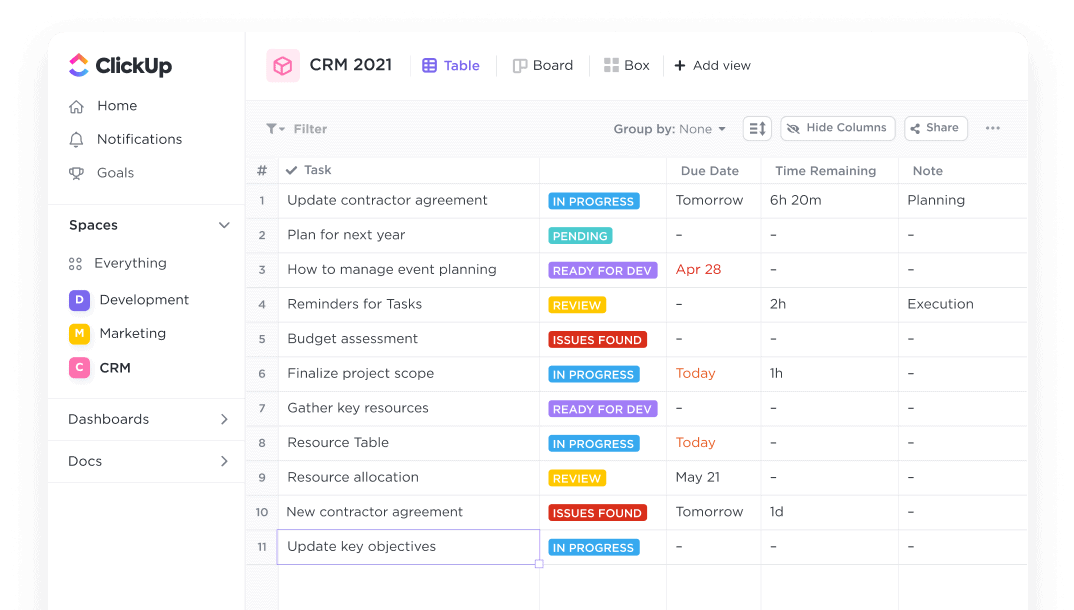 ClickUp
Home
Notifications
Goals
Spaces
Everything
D Development
M Marketing
C CRM
Dashboards
Docs
CRM 2021 Table Board Box + Add view
Filter Group by: None Hide Columns Share ...
# Task Due Date Time Remaining Note
1 Update contractor agreement IN PROGRESS Tomorrow 6h 20m Planning
2 Plan for next year PENDING – – –
3 How to manage event planning READY FOR DEV Apr 28 – –
4 Reminders for Tasks REVIEW – 2h Execution
5 Budget assessment ISSUES FOUND – – –
6 Finalize project scope IN PROGRESS Today 1h –
7 Gather key resources READY FOR DEV – – –
8 Resource Table IN PROGRESS Today – –
9 Resource allocation REVIEW May 21 – –
10 New contractor agreement ISSUES FOUND Tomorrow 1d –
11 Update key objectives IN PROGRESS – – –